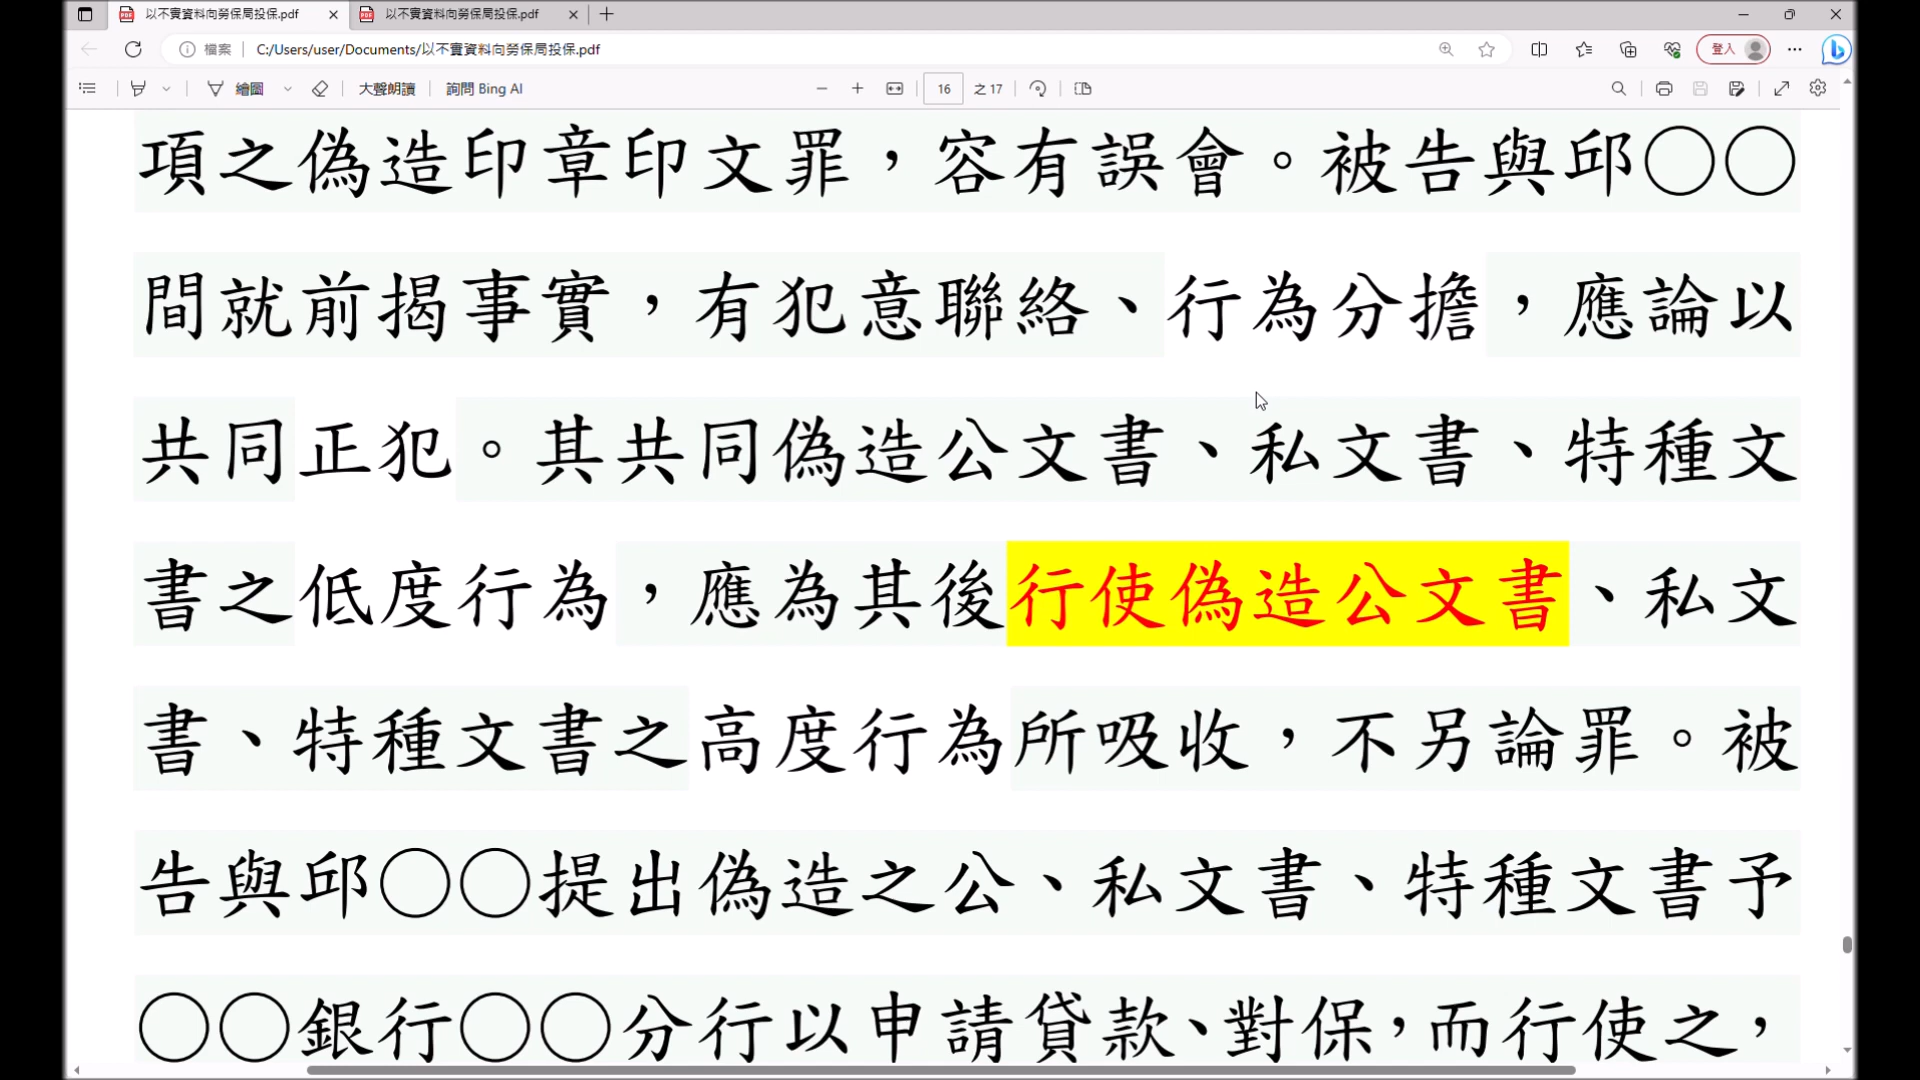 以不實資料向勞保局投保.pdf
以不實資料向勞保局投保.pdf
檔案
C:/Users/user/Documents/以不實資料向勞保局投保.pdf
登入
繪圖
大聲朗讀
詢問 Bing AI
16
之 17
項之偽造印章印文罪，容有誤會。被告與邱○○
間就前揭事實，有犯意聯絡、行為分擔，應論以
共同正犯。其共同偽造公文書、私文書、特種文
書之低度行為，應為其後行使偽造公文書、私文
書、特種文書之高度行為所吸收，不另論罪。被
告與邱○○提出偽造之公、私文書、特種文書予
○○銀行○○分行以申請貸款、對保，而行使之，